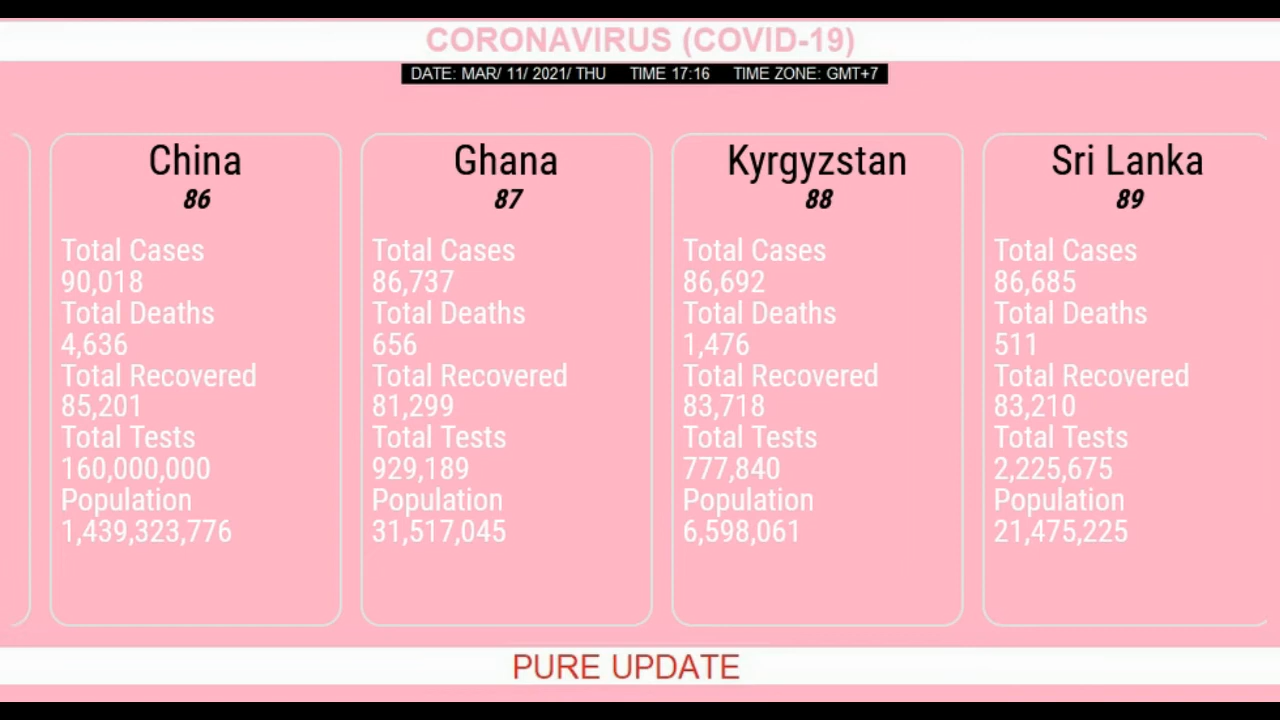 CORONAVIRUS (COVID-19)
DATE: MAR/ 11/ 2021/ THU TIME 17:16 TIME ZONE: GMT+7
China
86
Total Cases
90,018
Total Deaths
4,636
Total Recovered
85,201
Total Tests
160,000,000
Population
1,439,323,776
Ghana
87
Total Cases
86,737
Total Deaths
656
Total Recovered
81,299
Total Tests
929,189
Population
31,517,045
Kyrgyzstan
88
Total Cases
86,692
Total Deaths
1,476
Total Recovered
83,718
Total Tests
777,840
Population
6,598,061
Sri Lanka
89
Total Cases
86,685
Total Deaths
511
Total Recovered
83,210
Total Tests
2,225,675
Population
21,475,225
PURE UPDATE